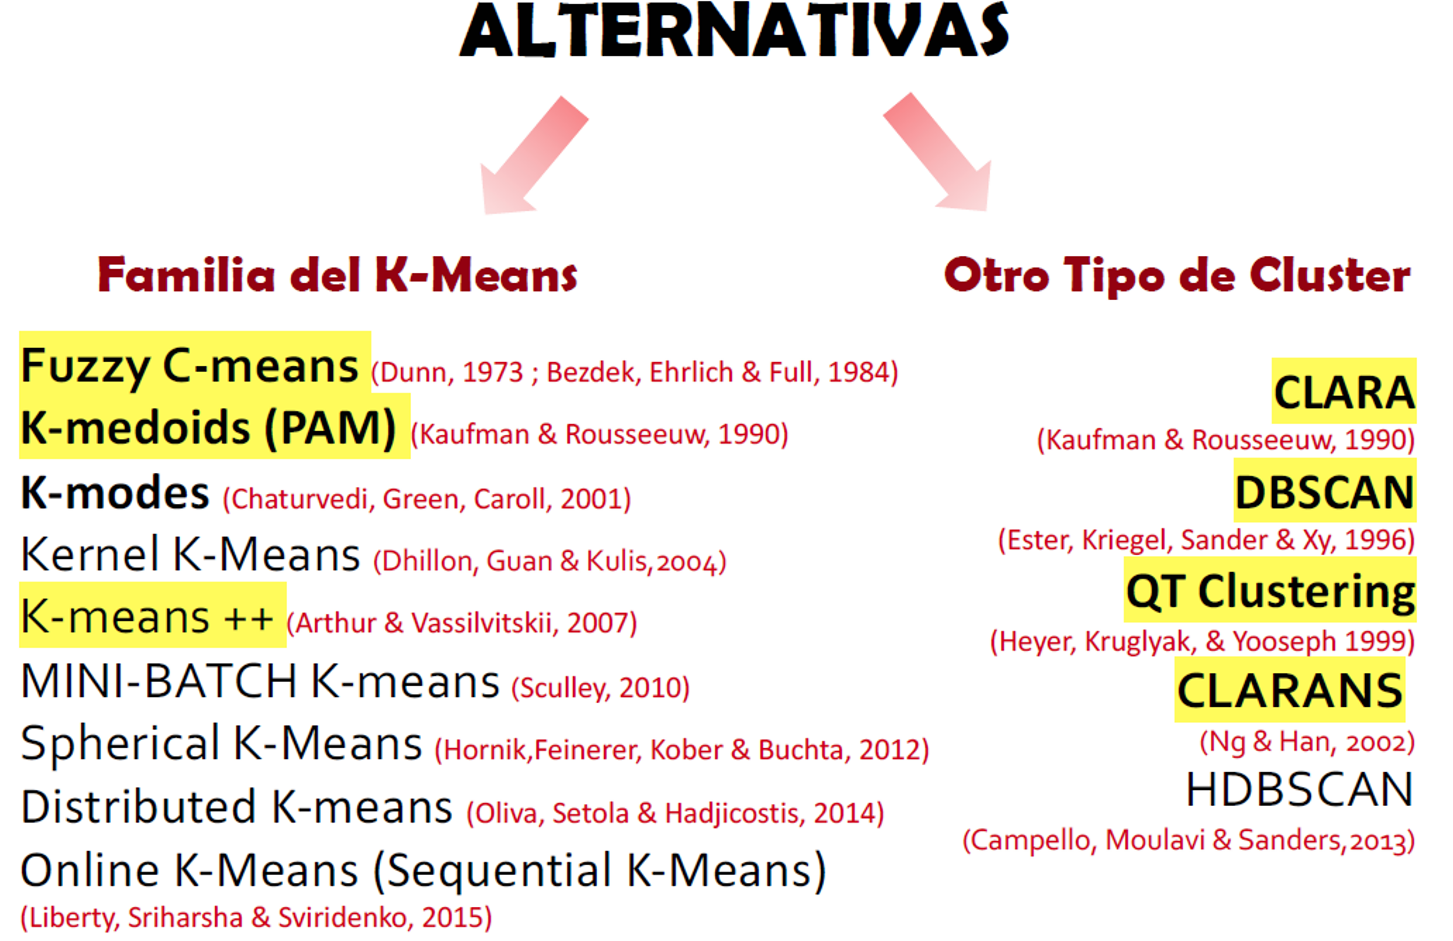 ALTERNATIVAS
Familia del K-Means
Fuzzy C-means (Dunn, 1973 ; Bezdek, Ehrlich & Full, 1984)
K-medoids (PAM) (Kaufman & Rousseeuw, 1990)
K-modes (Chaturvedi, Green, Caroll, 2001)
Kernel K-Means (Dhillon, Guan & Kulis,2004)
K-means ++ (Arthur & Vassilvitskii, 2007)
MINI-BATCH K-means (Sculley, 2010)
Spherical K-Means (Hornik,Feinerer, Kober & Buchta, 2012)
Distributed K-means (Oliva, Setola & Hadjicostis, 2014)
Online K-Means (Sequential K-Means)
(Liberty, Sriharsha & Sviridenko, 2015)
Otro Tipo de Cluster
CLARA
(Kaufman & Rousseeuw, 1990)
DBSCAN
(Ester, Kriegel, Sander & Xy, 1996)
QT Clustering
(Heyer, Kruglyak, & Yooseph 1999)
CLARANS
(Ng & Han, 2002)
HDBSCAN
(Campello, Moulavi & Sanders,2013)